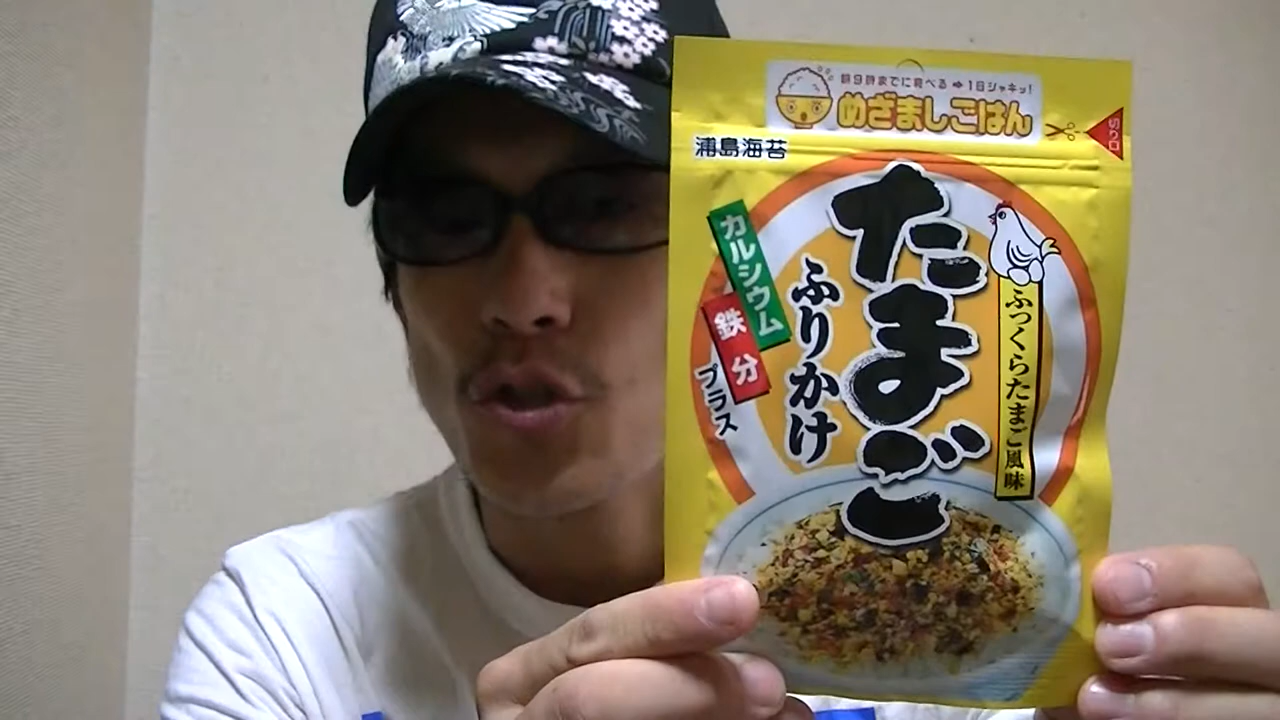 朝9時までに食べる ➡ 1日シャキッ!
めざましごはん
切り口
浦島海苔
たまご
ふりかけ
カルシウム
鉄分
プラス
ふっくらたまご風味